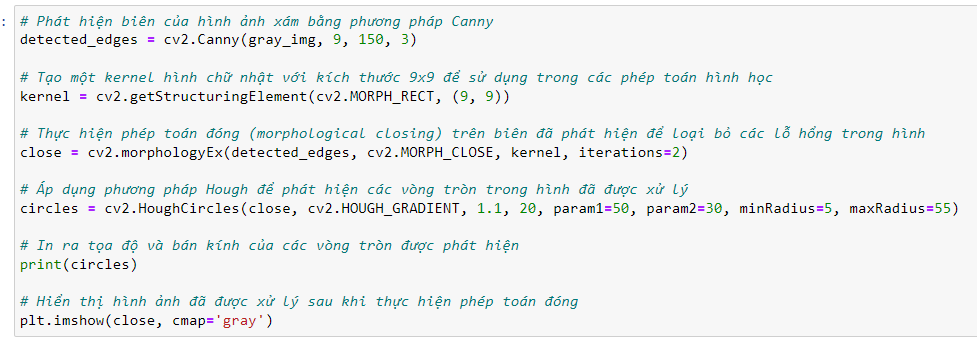 :
# Phát hiện biên của hình ảnh xám bằng phương pháp Canny
detected_edges = cv2.Canny(gray_img, 9, 150, 3)
# Tạo một kernel hình chữ nhật với kích thước 9x9 để sử dụng trong các phép toán hình học
kernel = cv2.getStructuringElement(cv2.MORPH_RECT, (9, 9))
# Thực hiện phép toán đóng (morphological closing) trên biên đã phát hiện để loại bỏ các lỗ hổng trong hình
close = cv2.morphologyEx(detected_edges, cv2.MORPH_CLOSE, kernel, iterations=2)
# Áp dụng phương pháp Hough để phát hiện các vòng tròn trong hình đã được xử lý
circles = cv2.HoughCircles(close, cv2.HOUGH_GRADIENT, 1.1, 20, param1=50, param2=30, minRadius=5, maxRadius=55)
# In ra tọa độ và bán kính của các vòng tròn được phát hiện
print(circles)
# Hiển thị hình ảnh đã được xử lý sau khi thực hiện phép toán đóng
plt.imshow(close, cmap='gray')